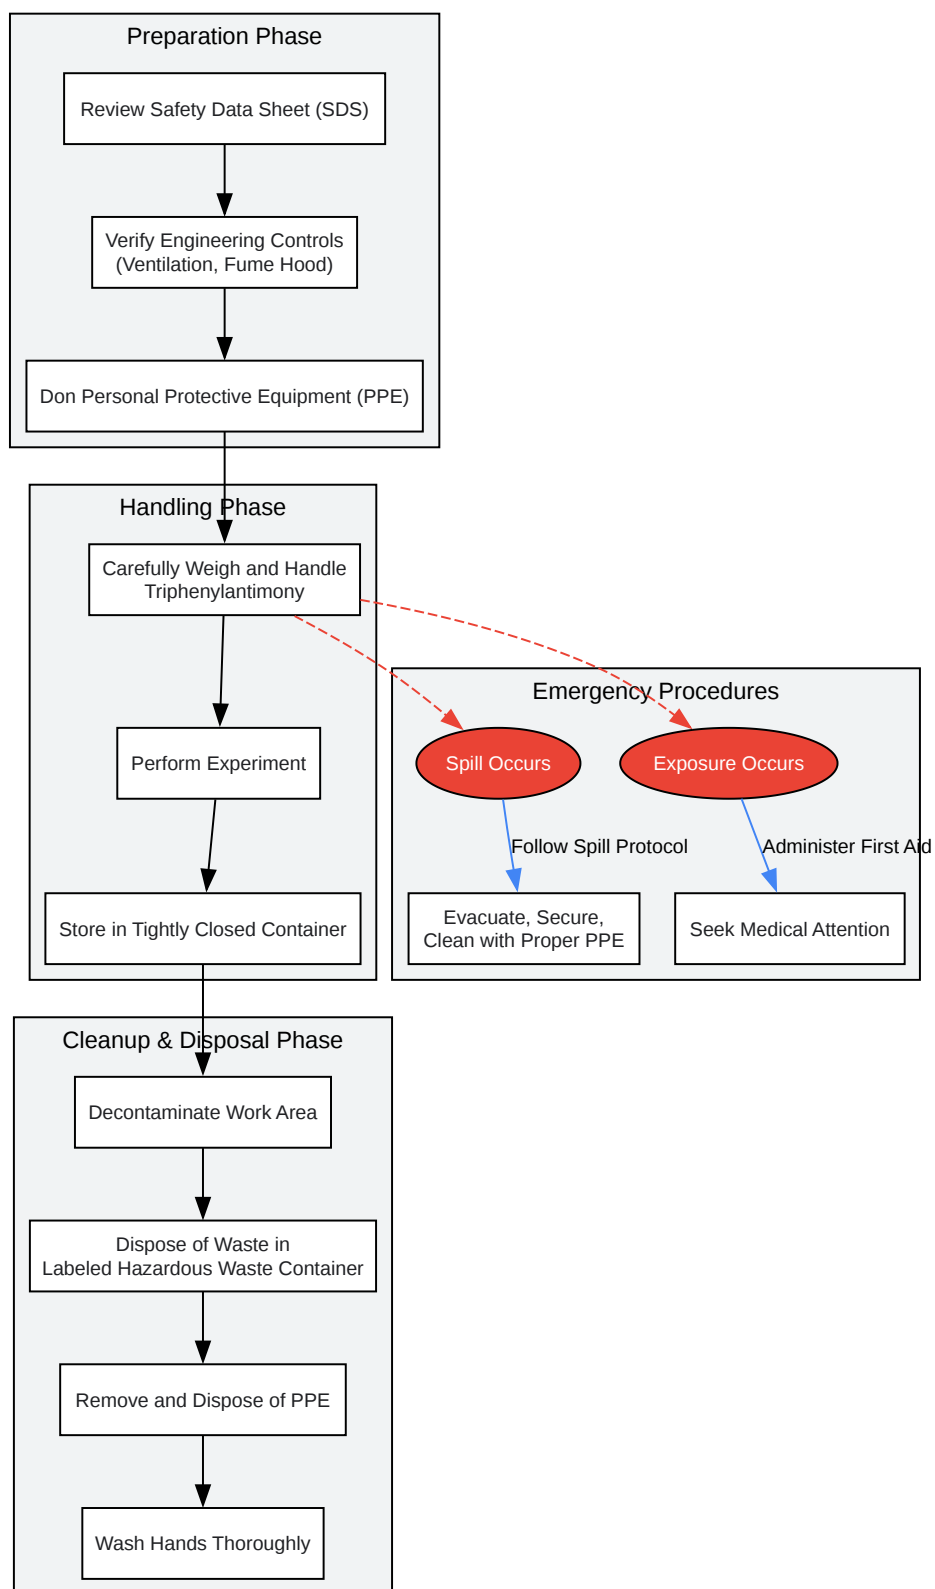 Preparation Phase
Review Safety Data Sheet (SDS)
Verify Engineering Controls
(Ventilation, Fume Hood)
Don Personal Protective Equipment (PPE)
Handling Phase
Carefully Weigh and Handle
Triphenylantimony
Perform Experiment
Store in Tightly Closed Container
Emergency Procedures
Spill Occurs
Exposure Occurs
Follow Spill Protocol
Administer First Aid
Evacuate, Secure,
Clean with Proper PPE
Seek Medical Attention
Cleanup & Disposal Phase
Decontaminate Work Area
Dispose of Waste in
Labeled Hazardous Waste Container
Remove and Dispose of PPE
Wash Hands Thoroughly